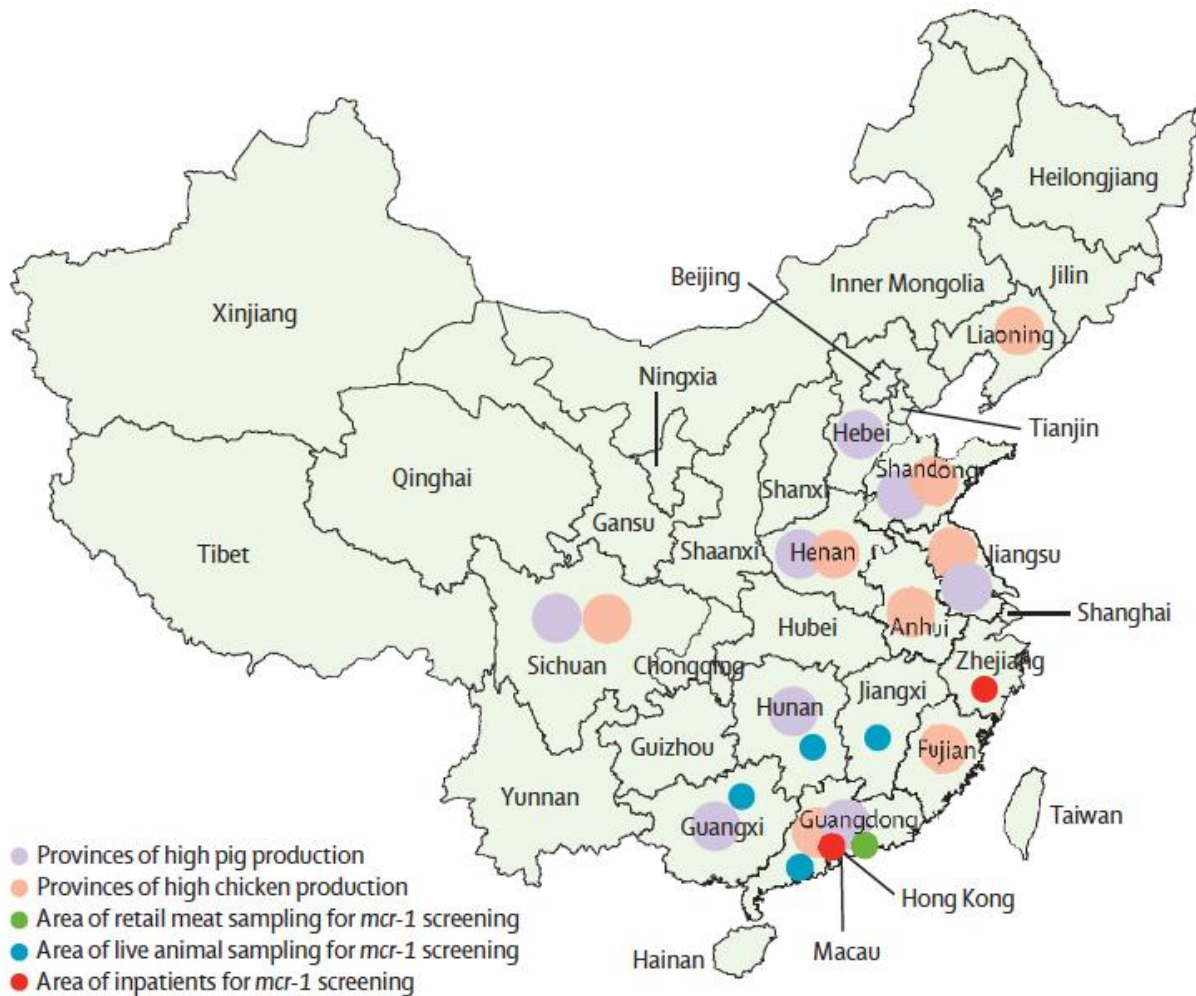 Heilongjiang
Beijing
Inner Mongolia
Jilin
Xinjiang
Liaoning
Ningxia
Hebei
Tianjin
Qinghai
Shandong
Shanxi
Gansu
Tibet
Shaanxi
Henan
Jiangsu
Shanghai
Hubei
Anhui
Sichuan
Chongqing
Zhejiang
Jiangxi
Hunan
Guizhou
Fujian
Yunnan
Taiwan
Guangxi
Guangdong
Hong Kong
Macau
Hainan
Provinces of high pig production
Provinces of high chicken production
Area of retail meat sampling for mcr-1 screening
Area of live animal sampling for mcr-1 screening
Area of inpatients for mcr-1 screening